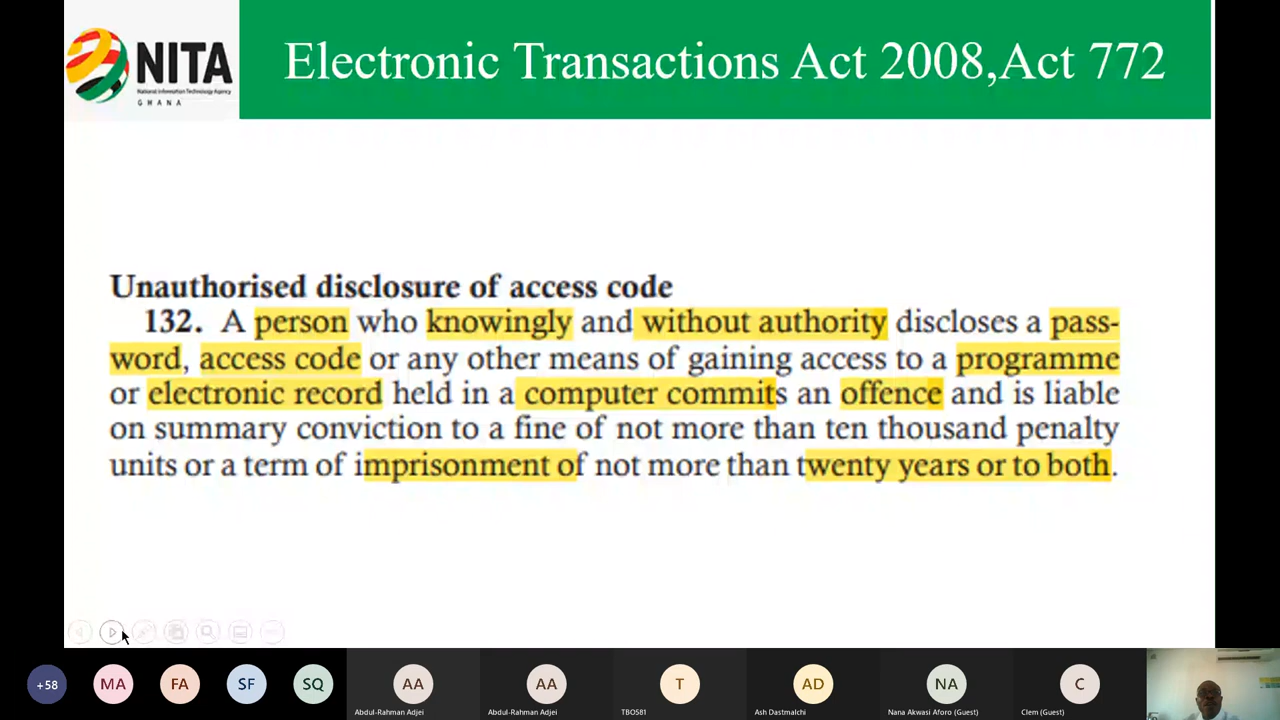 NITA
National Information Technology Agency
GHANA
Electronic Transactions Act 2008,Act 772
Unauthorised disclosure of access code
132. A person who knowingly and without authority discloses a pass-
word, access code or any other means of gaining access to a programme
or electronic record held in a computer commits an offence and is liable
on summary conviction to a fine of not more than ten thousand penalty
units or a term of imprisonment of not more than twenty years or to both.
+58 MA FA SF SQ AA AA T AD NA C
Abdul-Rahman Adjei Abdul-Rahman Adjei TBO581 Ash Dastmalchi Nana Akwasi Aforo (Guest) Clem (Guest)